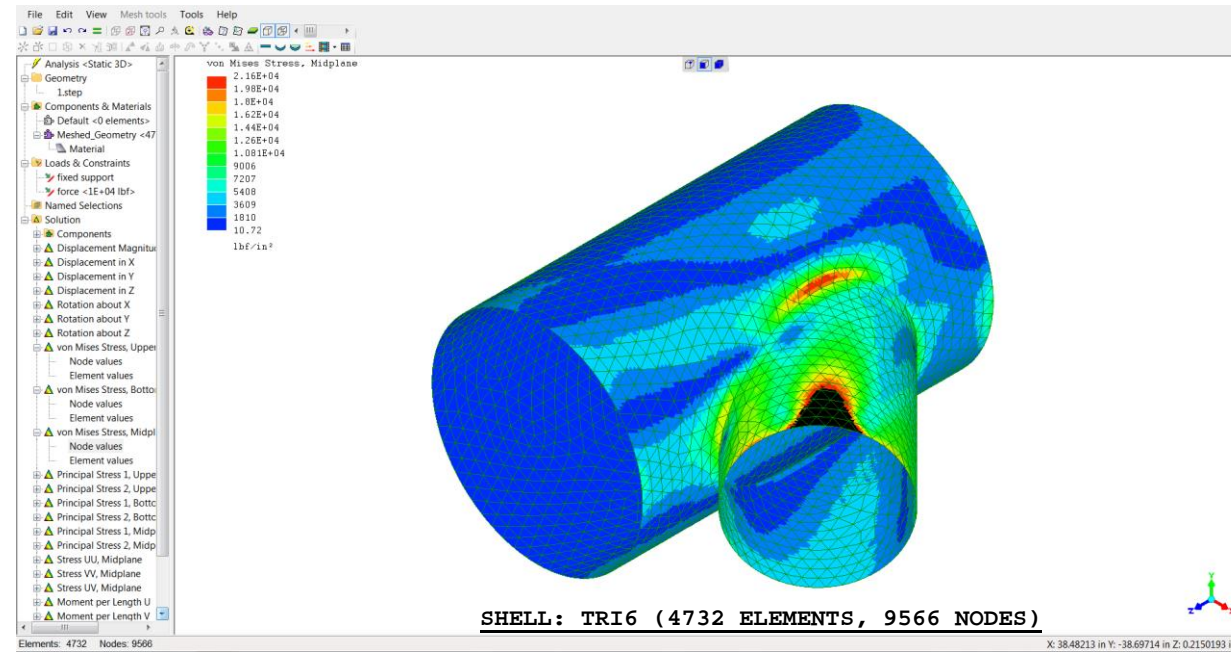 File Edit View Mesh tools Tools Help
Analysis <Static 3D>
Geometry
1.step
Components & Materials
Default <0 elements>
Meshed_Geometry <47
Material
Loads & Constraints
fixed support
force <1E+04 lbf>
Named Selections
Solution
Components
Displacement Magnitu
Displacement in X
Displacement in Y
Displacement in Z
Rotation about X
Rotation about Y
Rotation about Z
von Mises Stress, Upper
Node values
Element values
von Mises Stress, Botto
Node values
Element values
von Mises Stress, Midpl
Node values
Element values
Principal Stress 1, Uppe
Principal Stress 2, Uppe
Principal Stress 1, Botto
Principal Stress 2, Botto
Principal Stress 1, Midp
Principal Stress 2, Midp
Stress UU, Midplane
Stress VV, Midplane
Stress UV, Midplane
Moment per Length U
Moment per Length V
von Mises Stress, Midplane
2.16E+04
1.98E+04
1.8E+04
1.62E+04
1.44E+04
1.26E+04
1.081E+04
9006
7207
5408
3609
1810
10.72
lbf/in²
Y
Z
SHELL: TRI6 (4732 ELEMENTS, 9566 NODES)
Elements: 4732 Nodes: 9566
X: 38.48213 in Y: -38.69714 in Z: 0.2150193 i